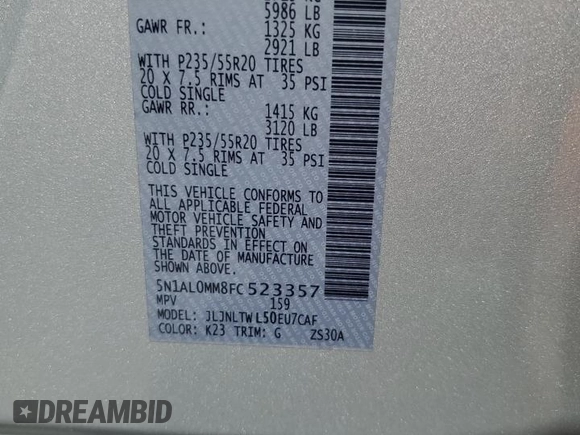 5986 LB
GAWR FR.: 1325 KG
2921 LB
WITH P235/55R20 TIRES
20 X 7.5 RIMS AT 35 PSI
COLD SINGLE
GAWR RR.: 1415 KG
3120 LB
WITH P235/55R20 TIRES
20 X 7.5 RIMS AT 35 PSI
COLD SINGLE
THIS VEHICLE CONFORMS TO
ALL APPLICABLE FEDERAL
MOTOR VEHICLE SAFETY AND
THEFT PREVENTION
STANDARDS IN EFFECT ON
THE DATE OF MANUFACTURE
SHOWN ABOVE.
5N1AL0MM8FC523357
MPV 159
MODEL: JLJNLTWL50EU7CAF
COLOR: K23 TRIM: G ZS30A
DREAMBID